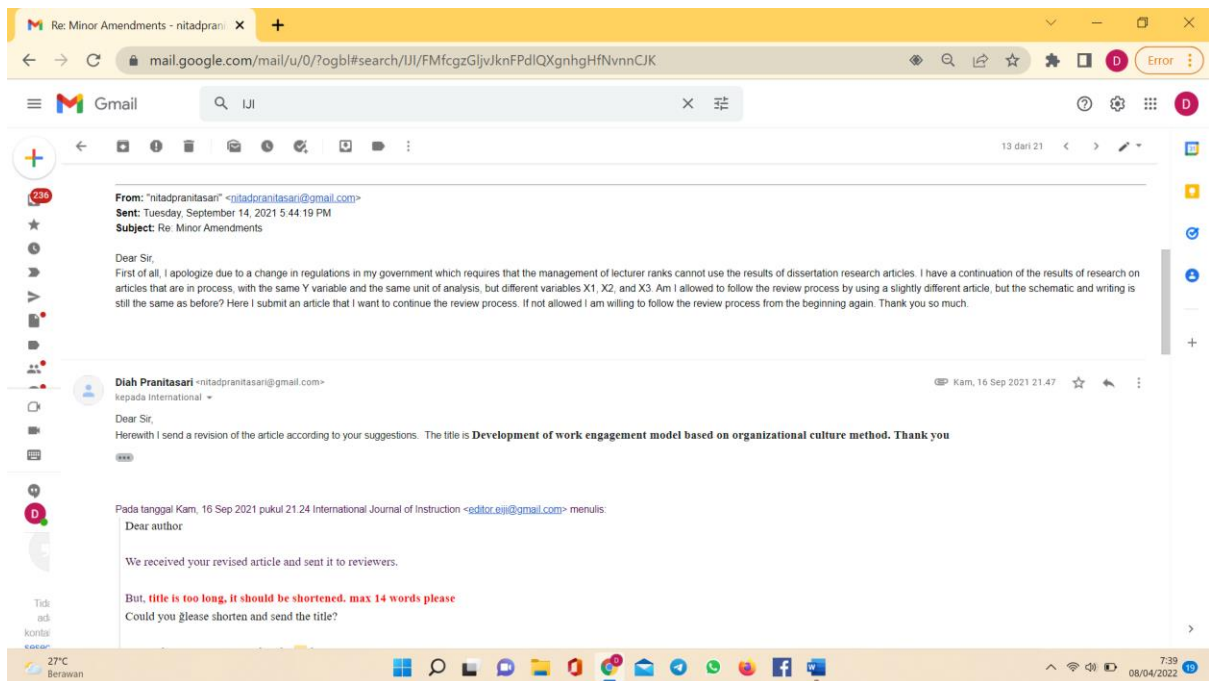 Re: Minor Amendments - nitadprani
mail.google.com/mail/u/0/?ogbl#search/IJI/FMfcgzGljvJknFPdlQXgnhgHfNvnnCJK
D
Error
Gmail
IJI
D
13 dari 21
236
From: "nitadpranitasari" <nitadpranitasari@gmail.com>
Sent: Tuesday, September 14, 2021 5:44:19 PM
Subject: Re: Minor Amendments
Dear Sir,
First of all, I apologize due to a change in regulations in my government which requires that the management of lecturer ranks cannot use the results of dissertation research articles. I have a continuation of the results of research on
articles that are in process, with the same Y variable and the same unit of analysis, but different variables X1, X2, and X3. Am I allowed to follow the review process by using a slightly different article, but the schematic and writing is
still the same as before? Here I submit an article that I want to continue the review process. If not allowed I am willing to follow the review process from the beginning again. Thank you so much.
Diah Pranitasari <nitadpranitasari@gmail.com>
Kam, 16 Sep 2021 21.47
kepada International
Dear Sir,
Herewith I send a revision of the article according to your suggestions. The title is Development of work engagement model based on organizational culture method. Thank you
Pada tanggal Kam, 16 Sep 2021 pukul 21.24 International Journal of Instruction <editor.eiji@gmail.com> menulis:
Dear author
We received your revised article and sent it to reviewers.
But, title is too long, it should be shortened. max 14 words please
Could you ğlease shorten and send the title?
D
Tida
ada
kontal
27°C
Berawan
7:39
08/04/2022
19